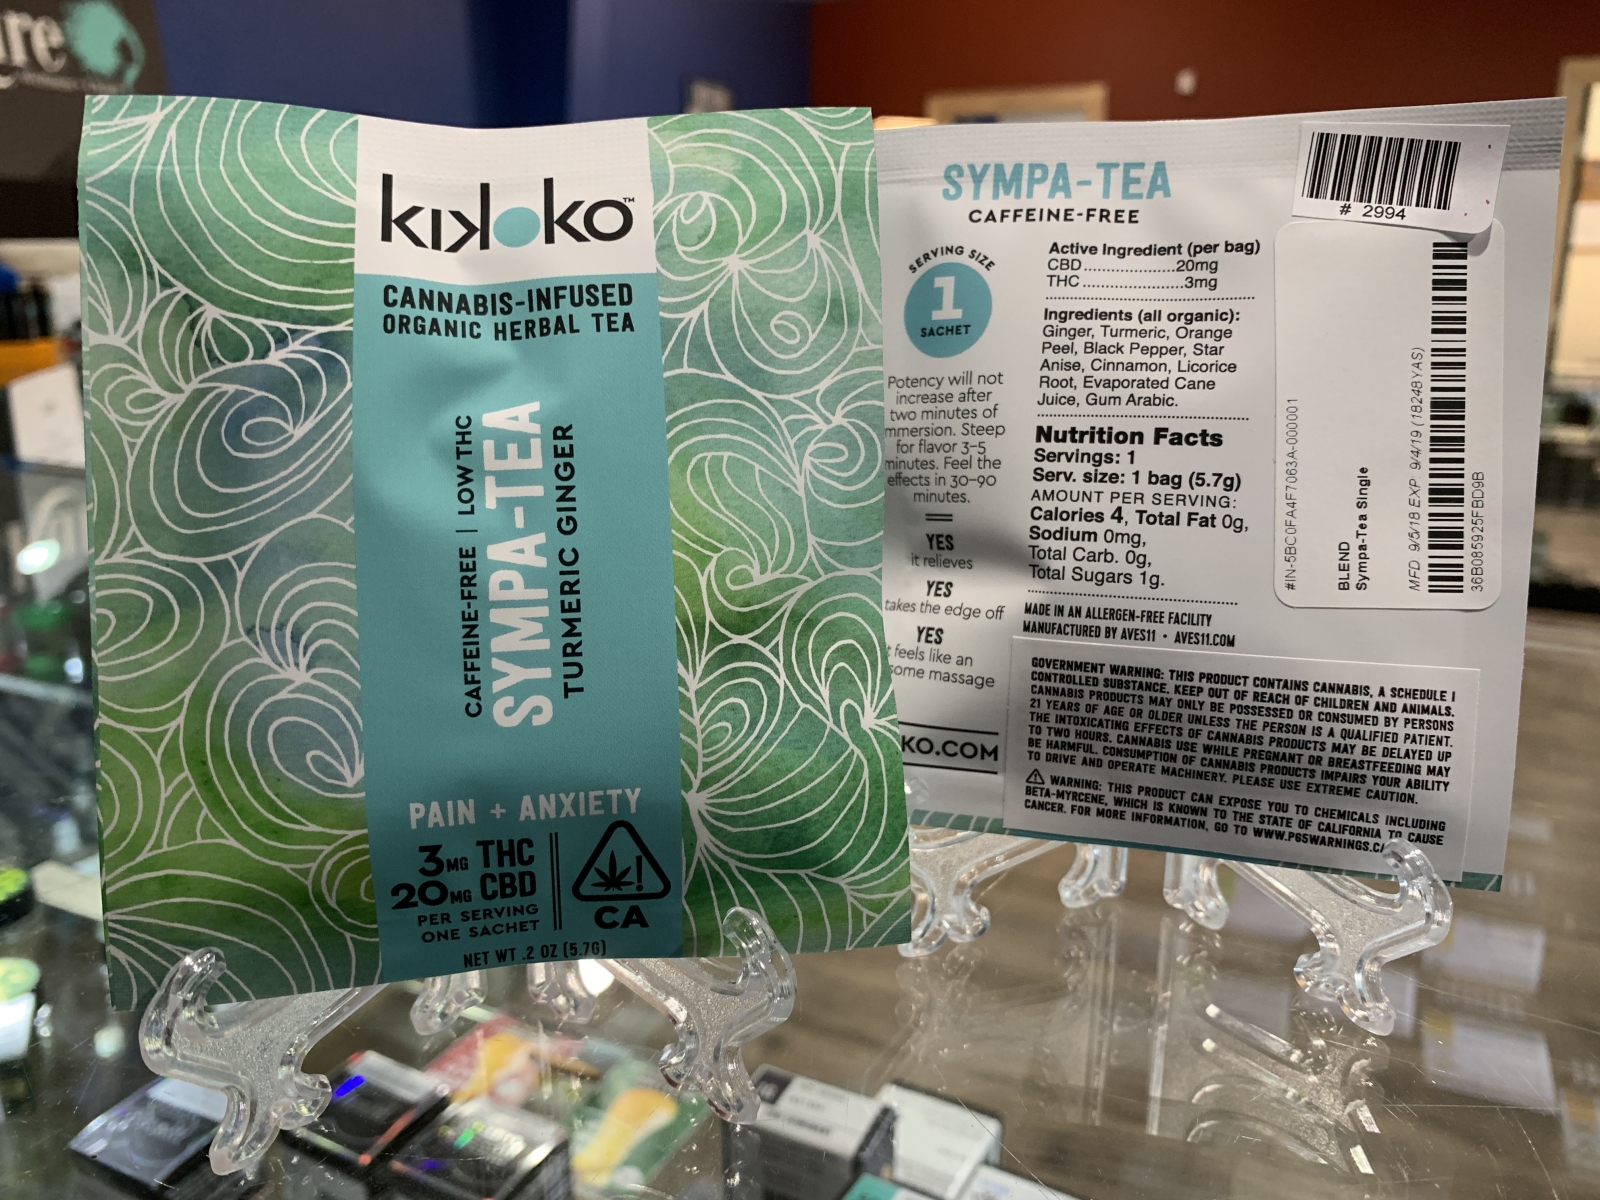 kikoko™
CANNABIS-INFUSED
ORGANIC HERBAL TEA
CAFFEINE-FREE | LOW THC
SYMPA-TEA
TURMERIC GINGER
PAIN + ANXIETY
3MG THC
20MG CBD
PER SERVING
ONE SACHET
CA
NET WT .2 OZ (5.7G)
SYMPA-TEA
CAFFEINE-FREE
SERVING SIZE
1
SACHET
Potency will not
increase after
two minutes of
mmersion. Steep
for flavor 3-5
minutes. Feel the
effects in 30-90
minutes.
YES
it relieves
YES
takes the edge off
YES
feels like an
some massage
KO.COM
Active Ingredient (per bag)
CBD......................20mg
THC........................3mg
Ingredients (all organic):
Ginger, Turmeric, Orange
Peel, Black Pepper, Star
Anise, Cinnamon, Licorice
Root, Evaporated Cane
Juice, Gum Arabic.
Nutrition Facts
Servings: 1
Serv. size: 1 bag (5.7g)
AMOUNT PER SERVING:
Calories 4, Total Fat 0g,
Sodium 0mg,
Total Carb. 0g,
Total Sugars 1g.
MADE IN AN ALLERGEN-FREE FACILITY
MANUFACTURED BY AVES11 • AVES11.COM
GOVERNMENT WARNING: THIS PRODUCT CONTAINS CANNABIS, A SCHEDULE I
CONTROLLED SUBSTANCE. KEEP OUT OF REACH OF CHILDREN AND ANIMALS.
CANNABIS PRODUCTS MAY ONLY BE POSSESSED OR CONSUMED BY PERSONS
21 YEARS OF AGE OR OLDER UNLESS THE PERSON IS A QUALIFIED PATIENT.
THE INTOXICATING EFFECTS OF CANNABIS PRODUCTS MAY BE DELAYED UP
TO TWO HOURS. CANNABIS USE WHILE PREGNANT OR BREASTFEEDING MAY
BE HARMFUL. CONSUMPTION OF CANNABIS PRODUCTS IMPAIRS YOUR ABILITY
TO DRIVE AND OPERATE MACHINERY. PLEASE USE EXTREME CAUTION.
WARNING: THIS PRODUCT CAN EXPOSE YOU TO CHEMICALS INCLUDING
BETA-MYRCENE, WHICH IS KNOWN TO THE STATE OF CALIFORNIA TO CAUSE
CANCER. FOR MORE INFORMATION, GO TO WWW.P65WARNINGS.CA
# 2994
#IN-5BC0FA4F7063A-000001
BLEND
Sympa-Tea Single
MFD 9/5/18 EXP 9/4/19 (18248YAS)
36B085925FBD9B